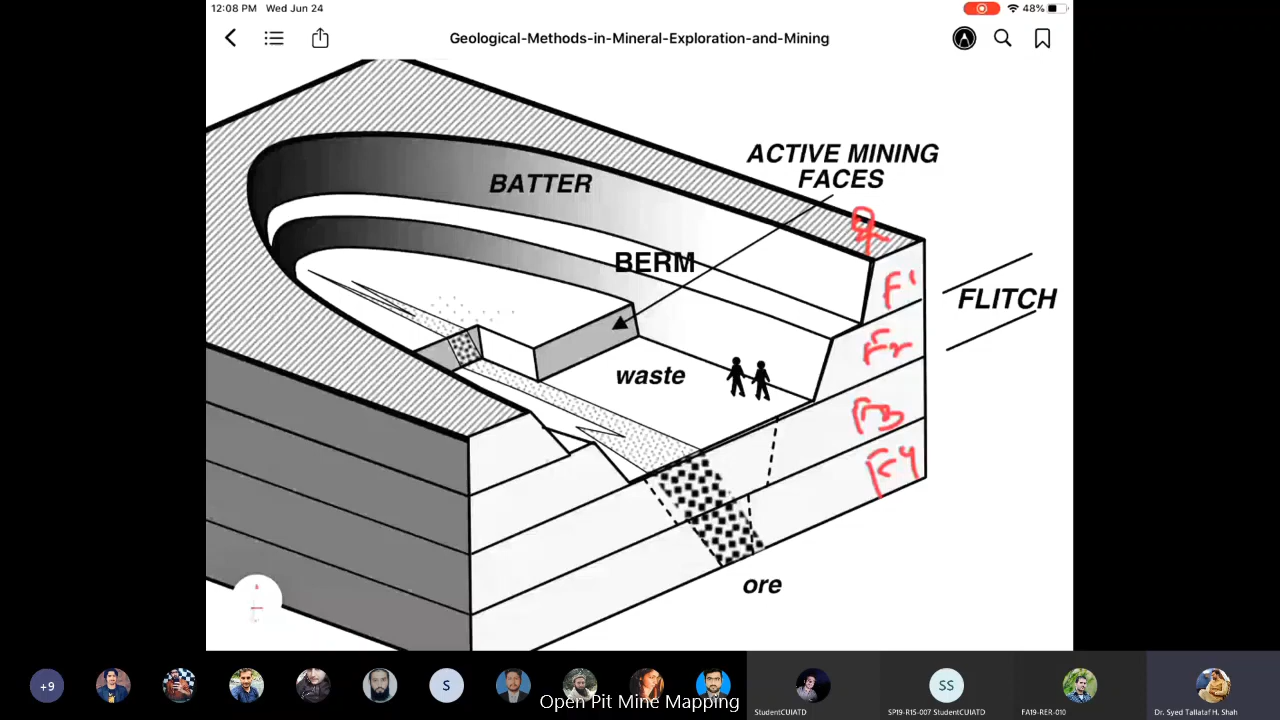 12:08 PM Wed Jun 24
48%
Geological-Methods-in-Mineral-Exploration-and-Mining
ACTIVE MINING
FACES
BATTER
BERM
F1
FLITCH
F2
waste
F3
F4
ore
+9
S
SS
Open Pit Mine Mapping
StudentCUIATD
SP19-R15-007 StudentCUIATD
FA19-RER-010
Dr. Syed Tallataf H. Shah